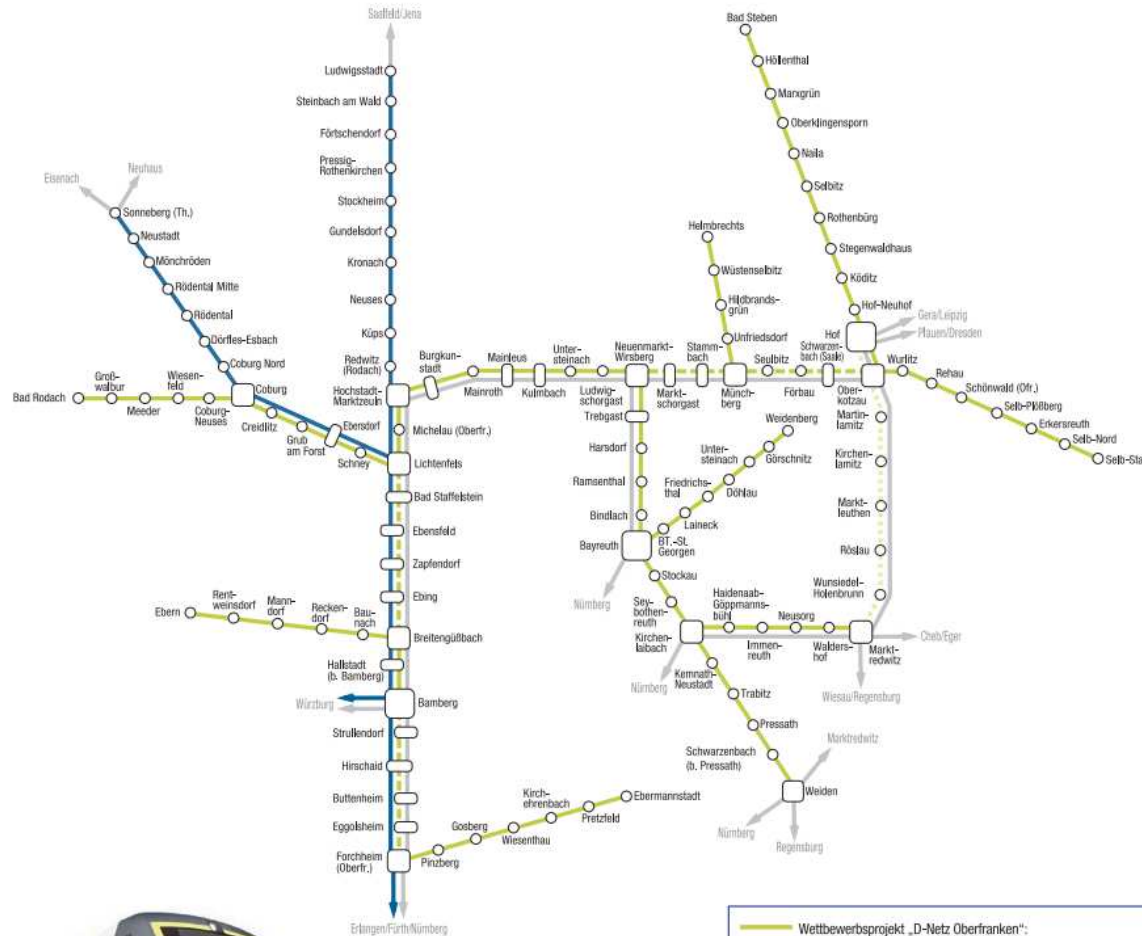 Saalfeld/Jena
Ludwigsstadt
Steinbach am Wald
Förtschendorf
Pressig-
Rothenkirchen
Stockheim
Gundelsdorf
Kronach
Neuses
Küps
Redwitz
(Rodach)
Hochstadt-
Marktzeuln
Michelau (Oberfr.)
Lichtenfels
Bad Staffelstein
Ebensfeld
Zapfendorf
Ebing
Breitengüßbach
Hallstadt
(b. Bamberg)
Würzburg
Bamberg
Strullendorf
Hirschaid
Buttenheim
Eggolsheim
Forchheim
(Oberfr.)
Erlangen/Fürth/Nürnberg
Eisenach
Neuhaus
Sonneberg (Th.)
Neustadt
Mönchröden
Rödental Mitte
Rödental
Dörfles-Esbach
Coburg Nord
Coburg
Bad Rodach
Groß-
walbur
Meeder
Wiesen-
feld
Coburg-
Neuses
Creidlitz
Grub
am Forst
Ebersdorf
Schney
Ebern
Rent-
weinsdorf
Mann-
dorf
Recken-
dorf
Bau-
nach
Pinzberg
Gosberg
Wiesenthau
Kirch-
ehrenbach
Pretzfeld
Ebermannstadt
Burgkun-
stadt
Mainroth
Mainleus
Kulmbach
Unter-
steinach
Ludwig-
schorgast
Neuenmarkt-
Wirsberg
Markt-
schorgast
Stamm-
bach
Münch-
berg
Seulbitz
Förbau
Schwarzen-
bach (Saale)
Ober-
kotzau
Helmbrechts
Wüstenselbitz
Hildbrands-
grün
Unfriedsdorf
Bad Steben
Höllenthal
Marxgrün
Oberklingensporn
Naila
Selbitz
Rothenbürg
Stegenwaldhaus
Köditz
Hof-Neuhof
Hof
Gera/Leipzig
Plauen/Dresden
Wurlitz
Rehau
Schönwald (Ofr.)
Selb-Plößberg
Erkersreuth
Selb-Nord
Selb-Sta
Martin-
lamitz
Kirchen-
lamitz
Markt-
leuthen
Röslau
Wunsiedel-
Holenbrunn
Markt-
redwitz
Cheb/Eger
Wiesau/Regensburg
Trebgast
Harsdorf
Ramsenthal
Bindlach
Bayreuth
Nürnberg
BT.-St.
Georgen
Laineck
Friedrichs-
thal
Döhlau
Unter-
steinach
Görschnitz
Weidenberg
Stockau
Sey-
bothen-
reuth
Kirchen-
laibach
Nürnberg
Haidenaab-
Göppmanns-
bühl
Immen-
reuth
Neusorg
Walders-
hof
Kemnath-
Neustadt
Trabitz
Pressath
Schwarzenbach
(b. Pressath)
Weiden
Marktredwitz
Nürnberg
Regensburg
Wettbewerbsprojekt „D-Netz Oberfranken“: